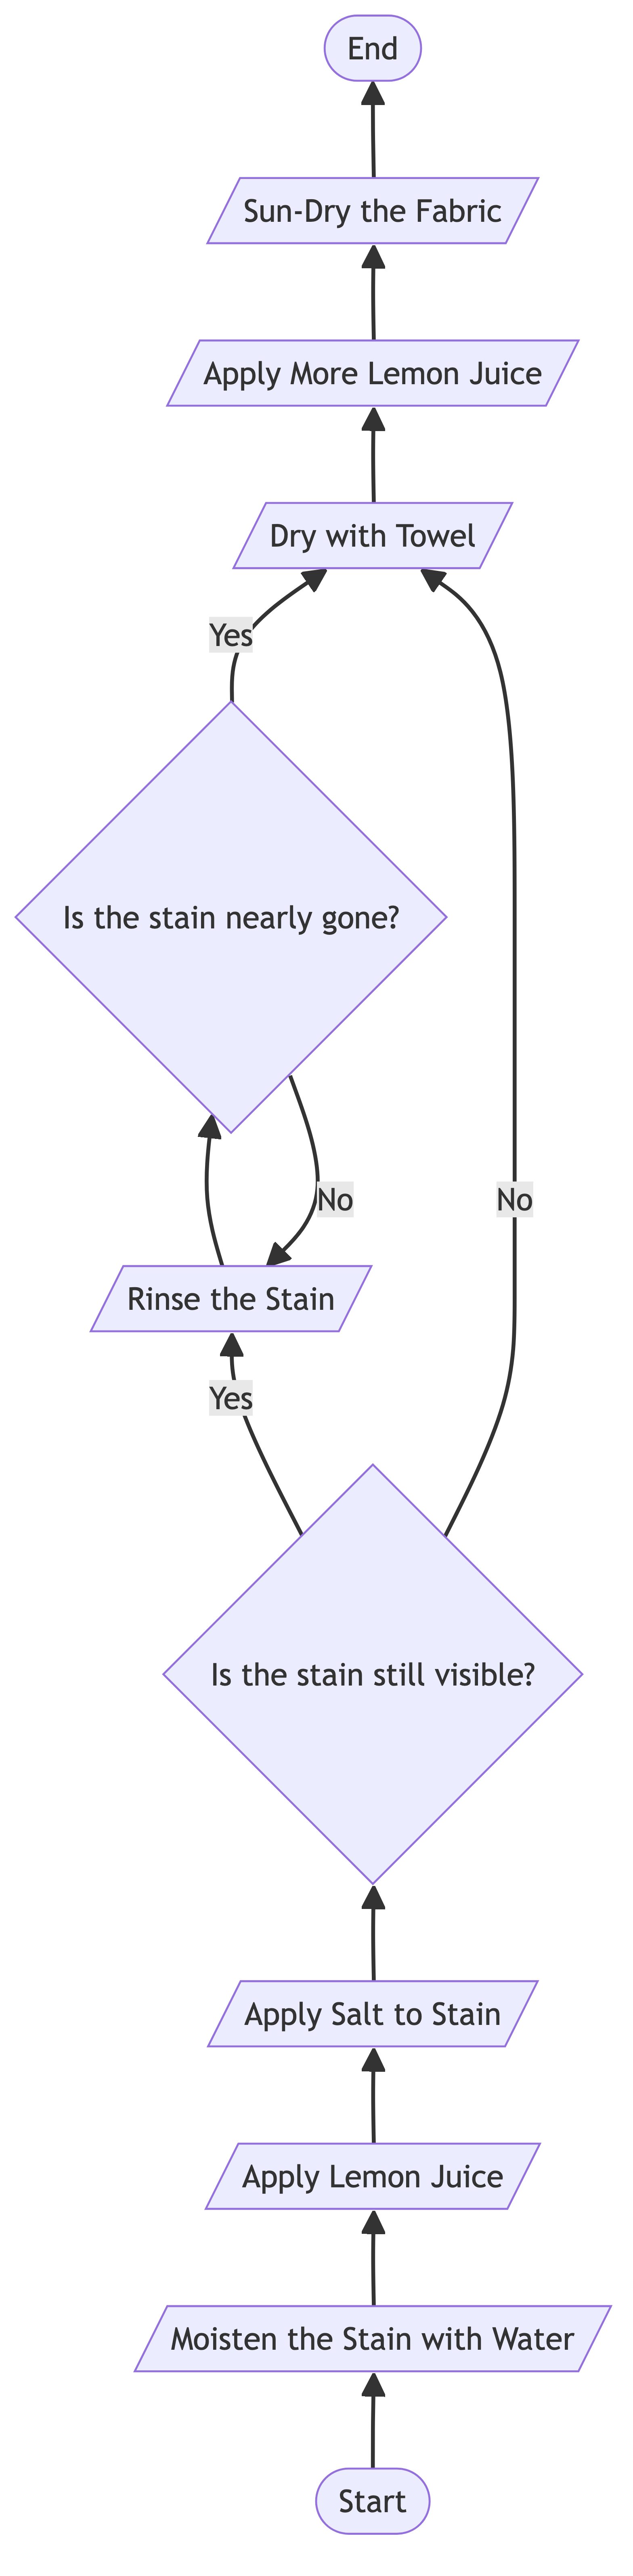 End
Sun-Dry the Fabric
Apply More Lemon Juice
Dry with Towel
Yes
Is the stain nearly gone?
No
No
Rinse the Stain
Yes
Is the stain still visible?
Apply Salt to Stain
Apply Lemon Juice
Moisten the Stain with Water
Start